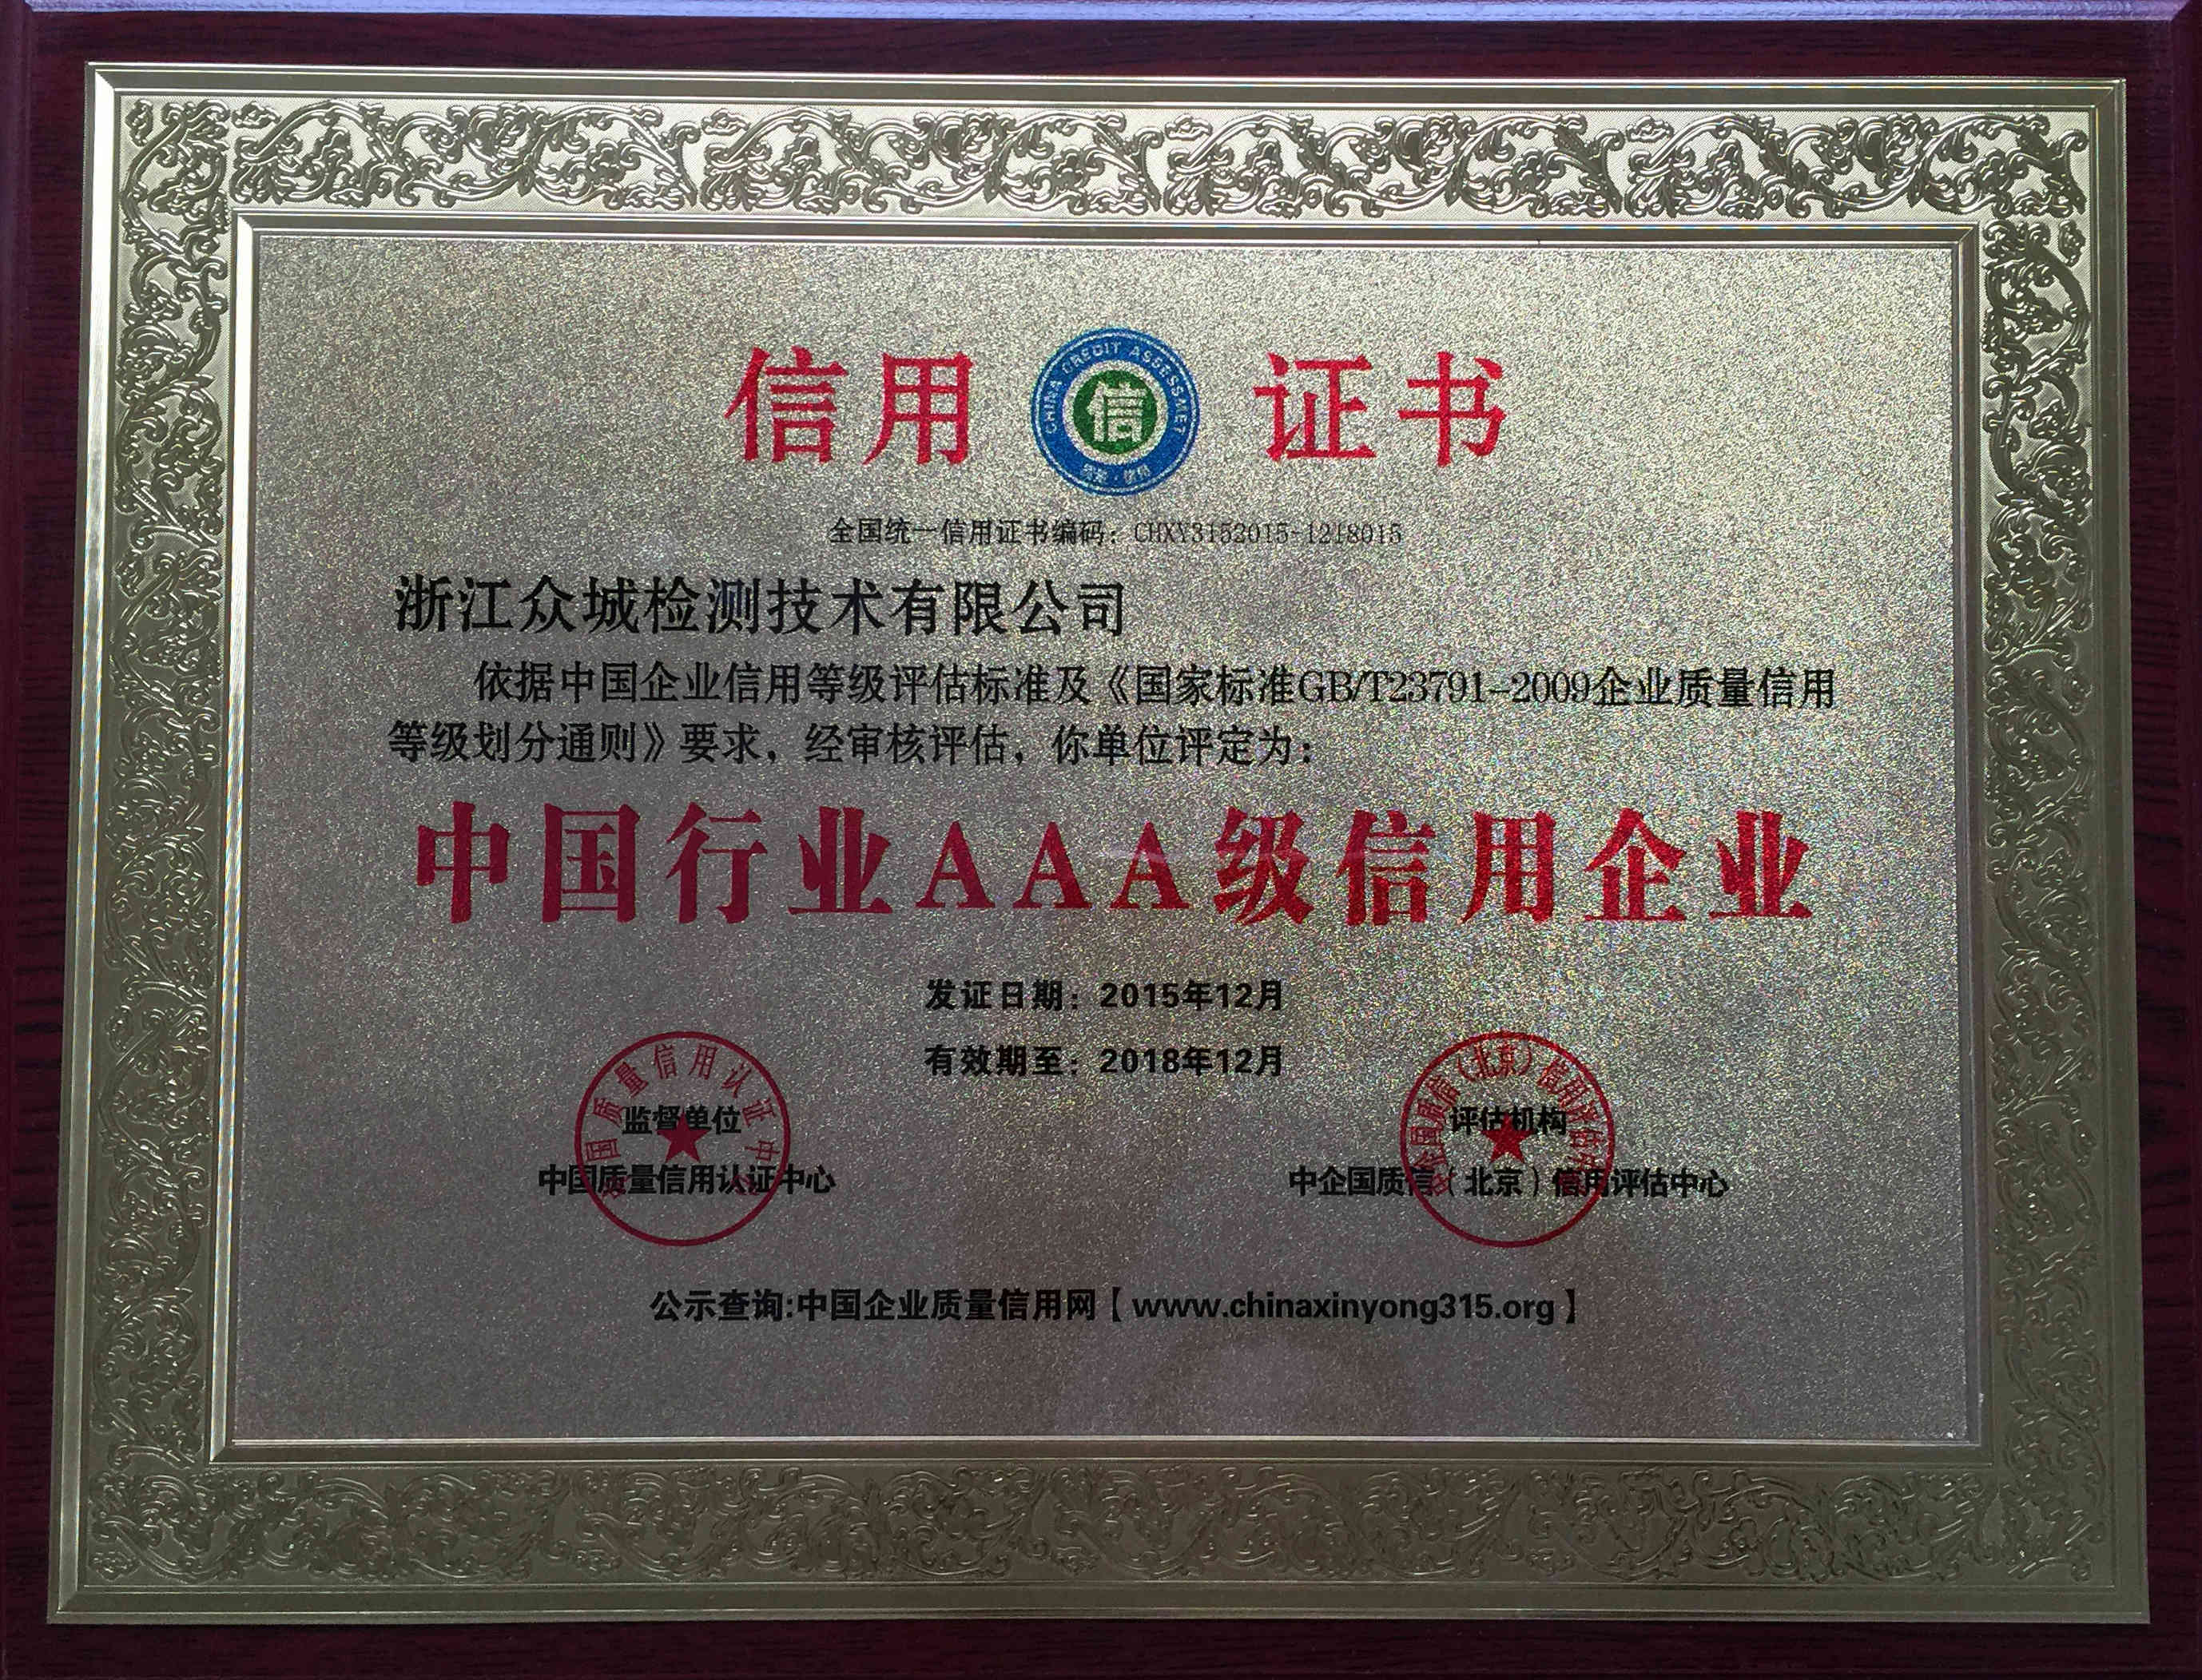 信用 证书
CHINA CREDIT ASSESSMET
信
全国统一信用证书编码：CHXY3152015-1218015
浙江众城检测技术有限公司
依据中国企业信用等级评估标准及《国家标准GB/T23791-2009企业质量信用
等级划分通则》要求，经审核评估，你单位评定为：
中国行业AAA级信用企业
发证日期：2015年12月
有效期至：2018年12月
监督单位
中国质量信用认证中心
评估机构
中企国质信（北京）信用评估中心
公示查询:中国企业质量信用网【www.chinaxinyong315.org】